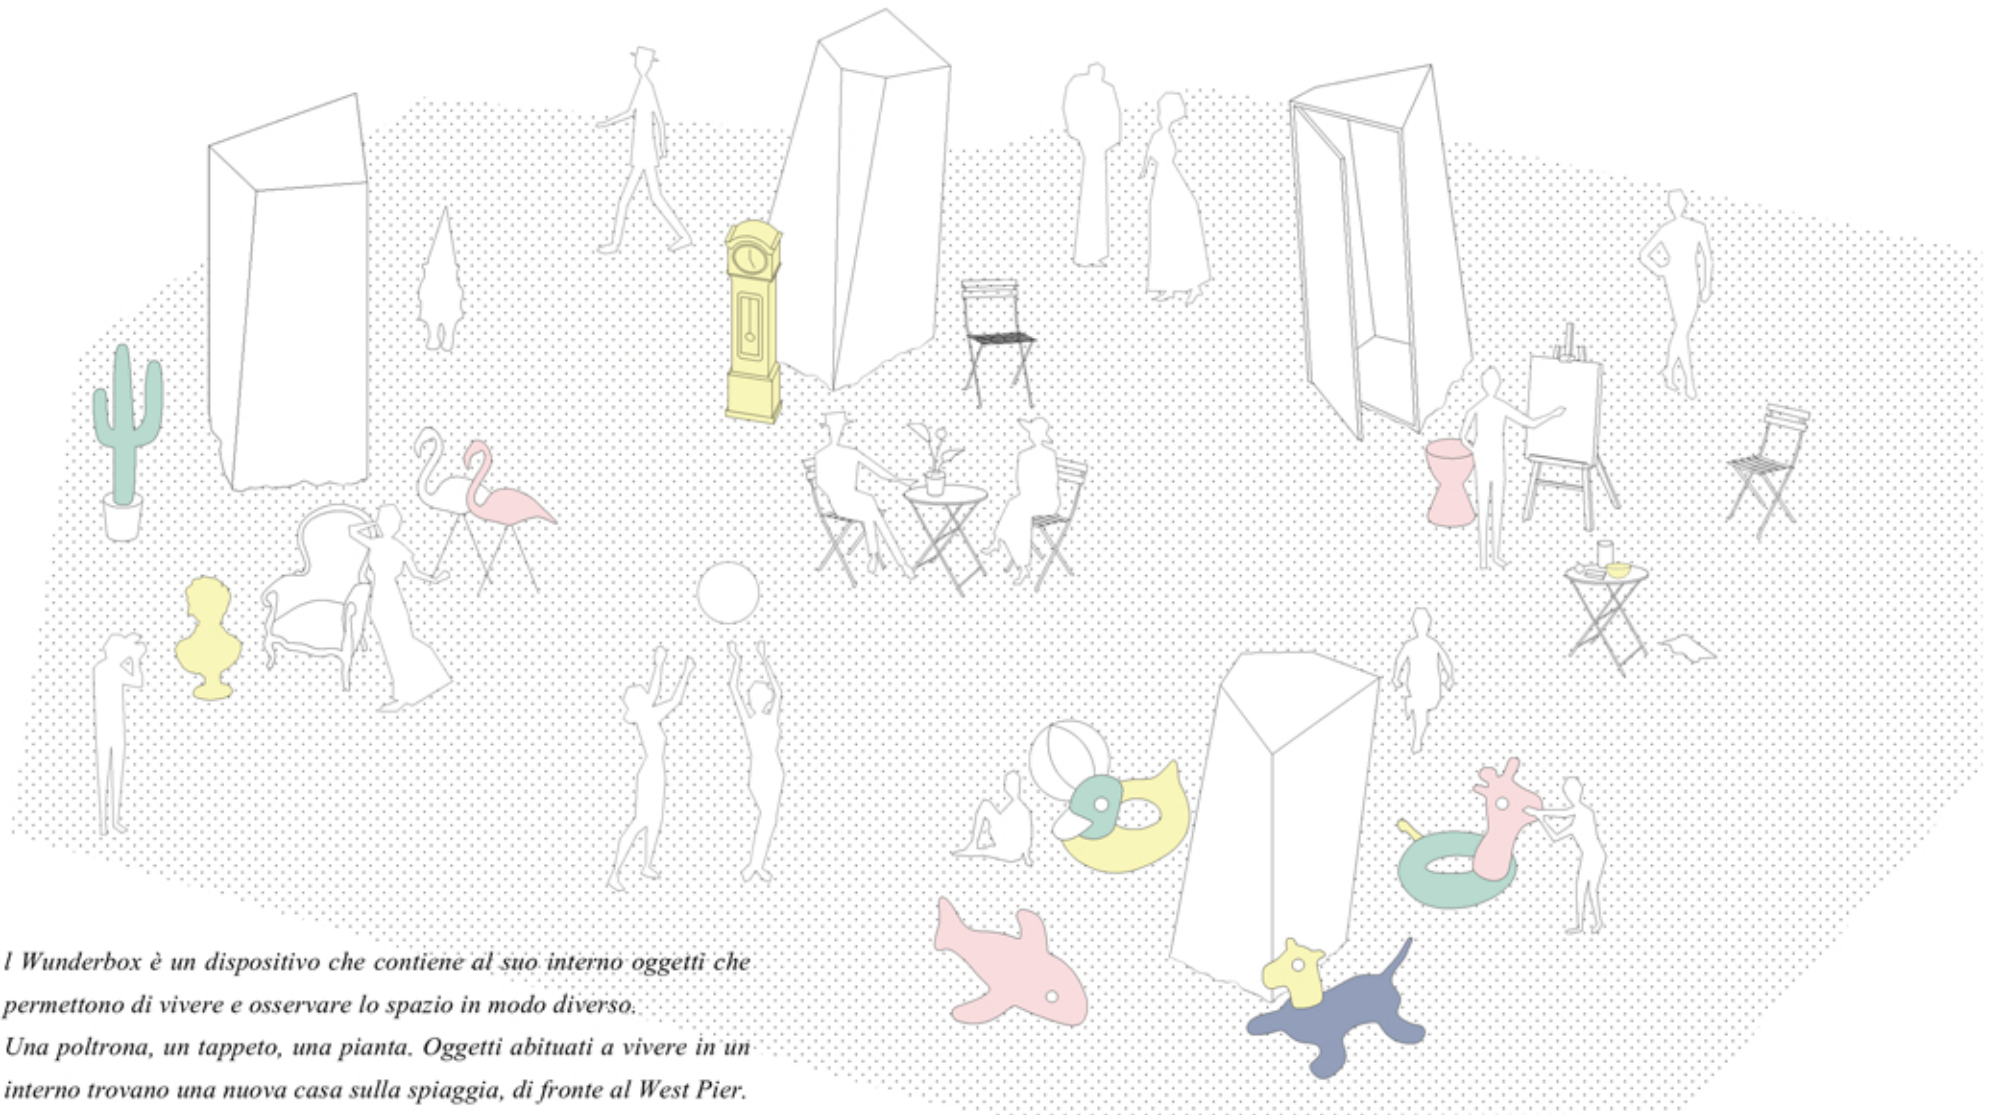 l Wunderbox è un dispositivo che contiene al suo interno oggetti che
permettono di vivere e osservare lo spazio in modo diverso.
Una poltrona, un tappeto, una pianta. Oggetti abituati a vivere in un
interno trovano una nuova casa sulla spiaggia, di fronte al West Pier.